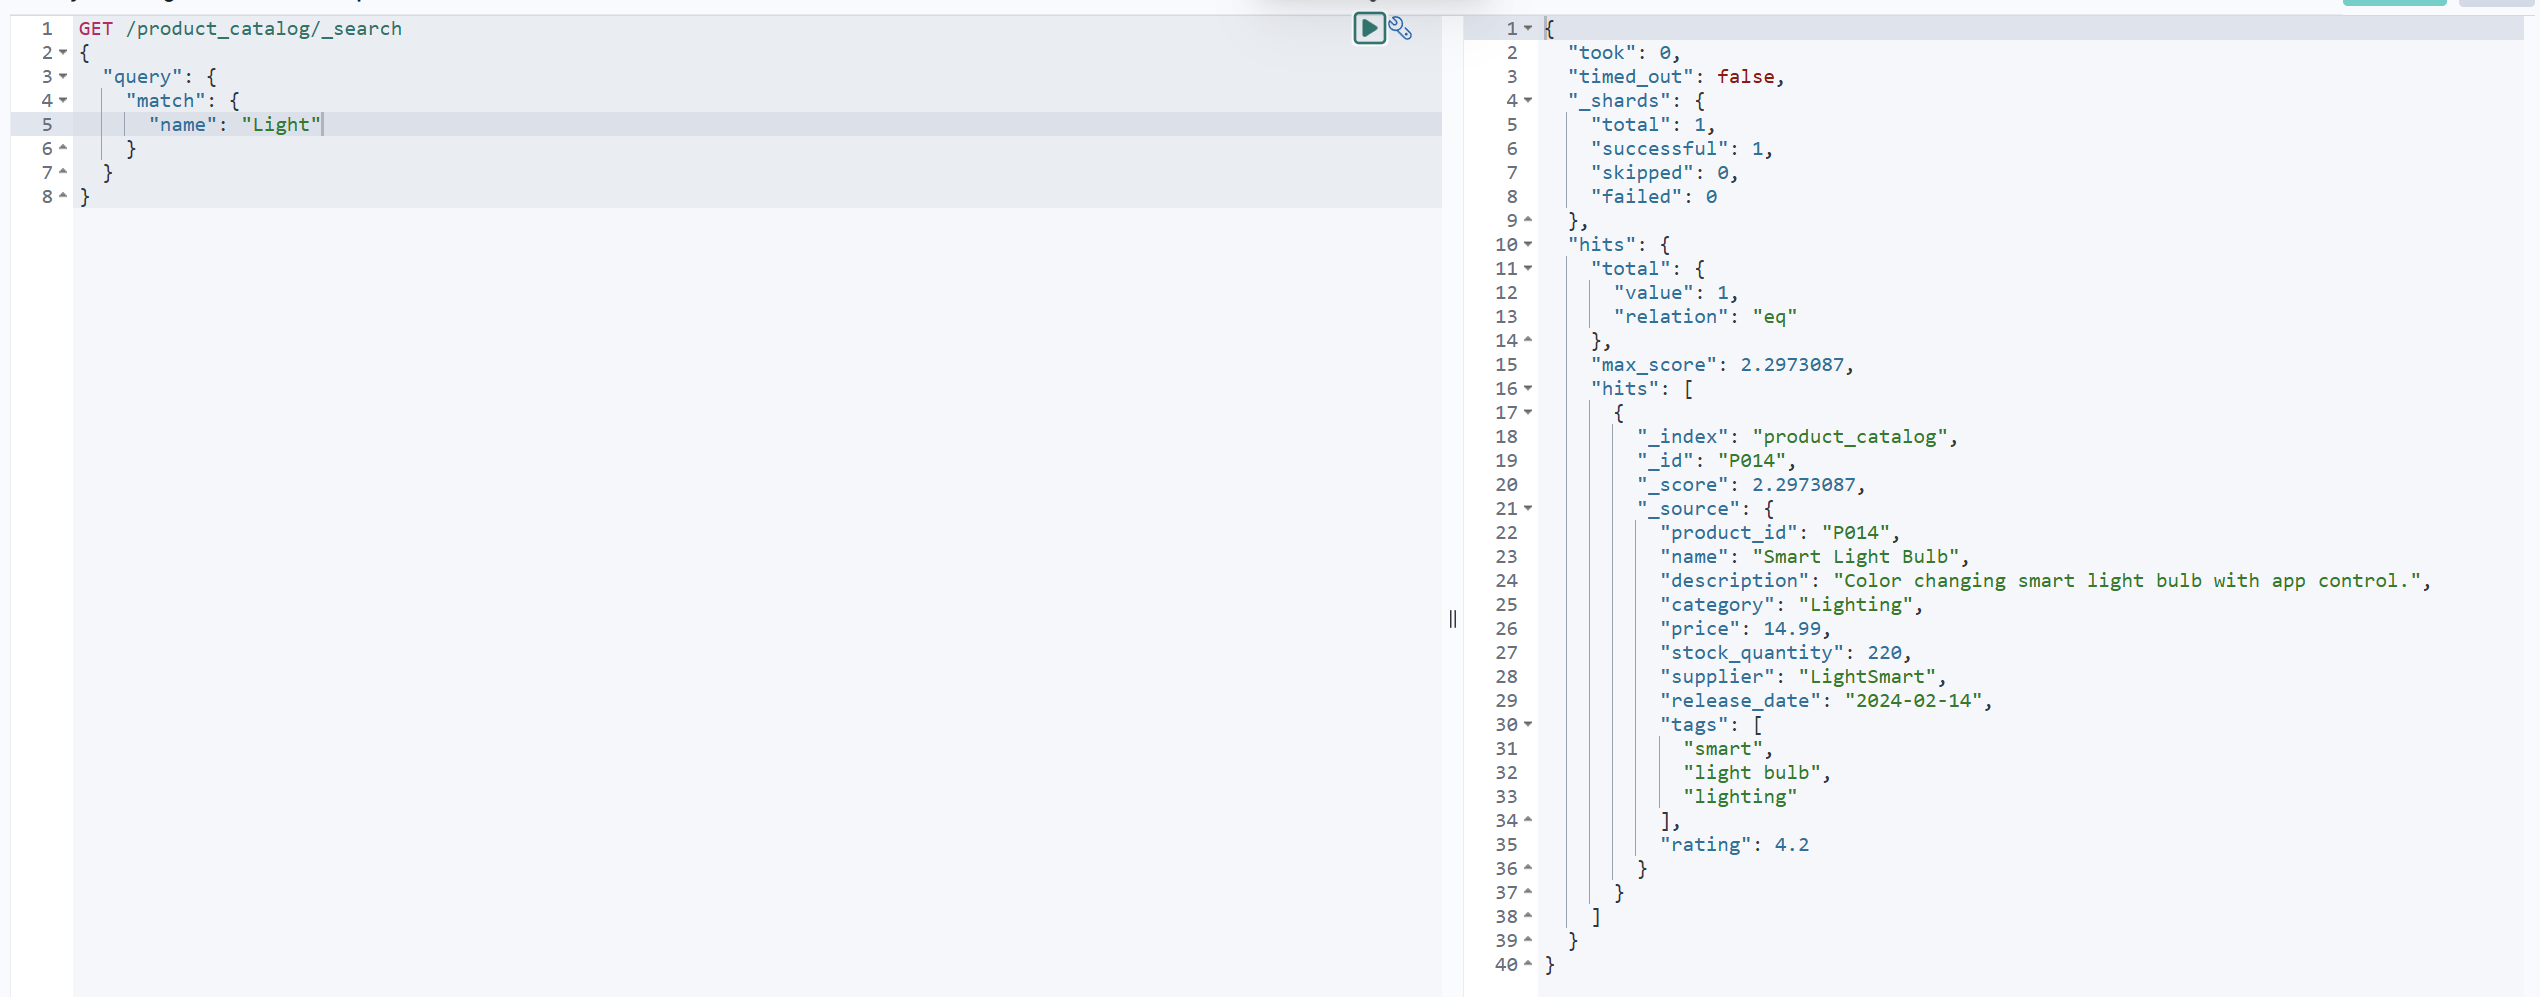 1 GET /product_catalog/_search
2 {
3 "query": {
4 "match": {
5 "name": "Light"
6 }
7 }
8 }
1 {
2 "took": 0,
3 "timed_out": false,
4 "_shards": {
5 "total": 1,
6 "successful": 1,
7 "skipped": 0,
8 "failed": 0
9 },
10 "hits": {
11 "total": {
12 "value": 1,
13 "relation": "eq"
14 },
15 "max_score": 2.2973087,
16 "hits": [
17 {
18 "_index": "product_catalog",
19 "_id": "P014",
20 "_score": 2.2973087,
21 "_source": {
22 "product_id": "P014",
23 "name": "Smart Light Bulb",
24 "description": "Color changing smart light bulb with app control.",
25 "category": "Lighting",
26 "price": 14.99,
27 "stock_quantity": 220,
28 "supplier": "LightSmart",
29 "release_date": "2024-02-14",
30 "tags": [
31 "smart",
32 "light bulb",
33 "lighting"
34 ],
35 "rating": 4.2
36 }
37 }
38 ]
39 }
40 }